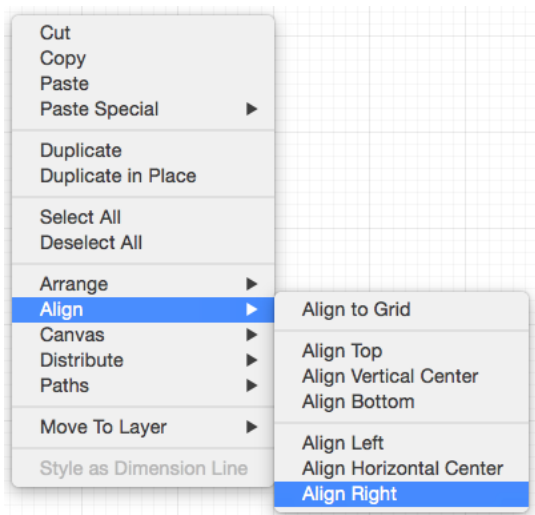 Cut
Copy
Paste
Paste Special
Duplicate
Duplicate in Place
Select All
Deselect All
Arrange
Align
Canvas
Distribute
Paths
Move To Layer
Style as Dimension Line
Align to Grid
Align Top
Align Vertical Center
Align Bottom
Align Left
Align Horizontal Center
Align Right